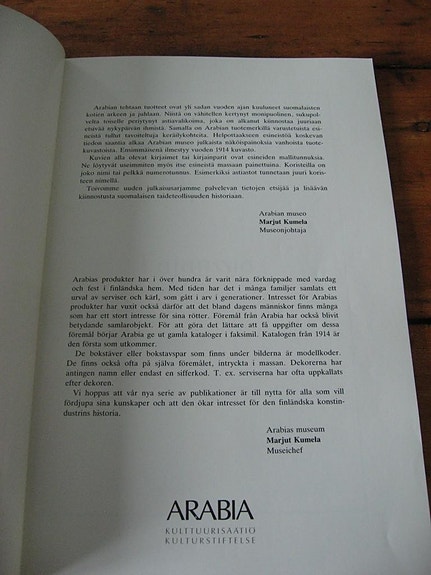 Arabian tehtaan tuotteet ovat yli sadan vuoden ajan kuuluneet suomalaisten
kotien arkeen ja juhlaan. Niistä on vähitellen kertynyt monipuolinen, sukupol-
velta toiselle periytynyt astiavalikoima, joka on alkanut kiinnostaa juuriaan
etsivää nykypäivän ihmistä. Samalla on Arabian tuotemerkillä varustetuista esi-
neistä tullut tavoiteltuja keräilykohteita. Helpottaakseen esineistöä koskevan
tiedon saantia alkaa Arabian museo julkaista näköispainoksia vanhoista tuote-
kuvastoista. Ensimmäisenä ilmestyy vuoden 1914 kuvasto.
Kuvien alla olevat kirjaimet tai kirjainparit ovat esineiden mallitunnuksia.
Ne löytyvät useimmiten myös itse esineistä massaan painettuina. Koristeilla on
joko nimi tai pelkkä numerotunnus. Esimerkiksi astiastot tunnetaan juuri koris-
teen nimellä.
Toivomme uuden julkaisusarjamme palvelevan tietojen etsijää ja lisäävän
kiinnostusta suomalaisen taideteollisuuden historiaan.
Arabian museo
Marjut Kumela
Museonjohtaja
Arabias produkter har i över hundra år varit nära förknippade med vardag
och fest i finländska hem. Med tiden har det i många familjer samlats ett
urval av serviser och kärl, som gått i arv i generationer. Intresset för Arabias
produkter har vuxit också därför att det bland dagens människor finns många
som har ett stort intresse för sina rötter. Föremål från Arabia har också blivit
betydande samlarobjekt. För att göra det lättare att få uppgifter om dessa
föremål börjar Arabia ge ut gamla kataloger i faksimil. Katalogen från 1914 är
den första som utkommer.
De bokstäver eller bokstavspar som finns under bilderna är modellkoder.
De finns också ofta på själva föremålet, intryckta i massan. Dekorerna har
antingen namn eller endast en sifferkod. T. ex. serviserna har ofta uppkallats
efter dekoren.
Vi hoppas att vår nya serie av publikationer är till nytta för alla som vill
fördjupa sina kunskaper och att den ökar intresset för den finländska konstin-
dustrins historia.
Arabias museum
Marjut Kumela
Museichef
ARABIA
KULTTUURISÄÄTIÖ
KULTURSTIFTELSE